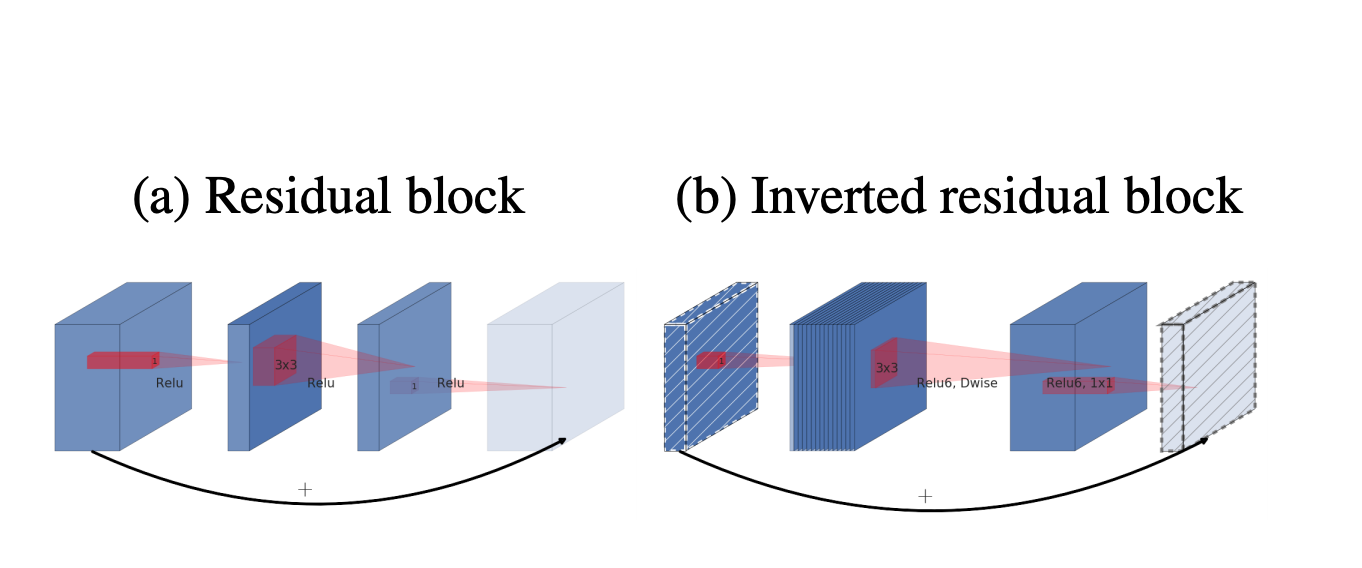 (a) Residual block
(b) Inverted residual block
1
Relu
3x3
Relu
1
Relu
+
1
3x3
Relu6, Dwise
Relu6, 1x1
+